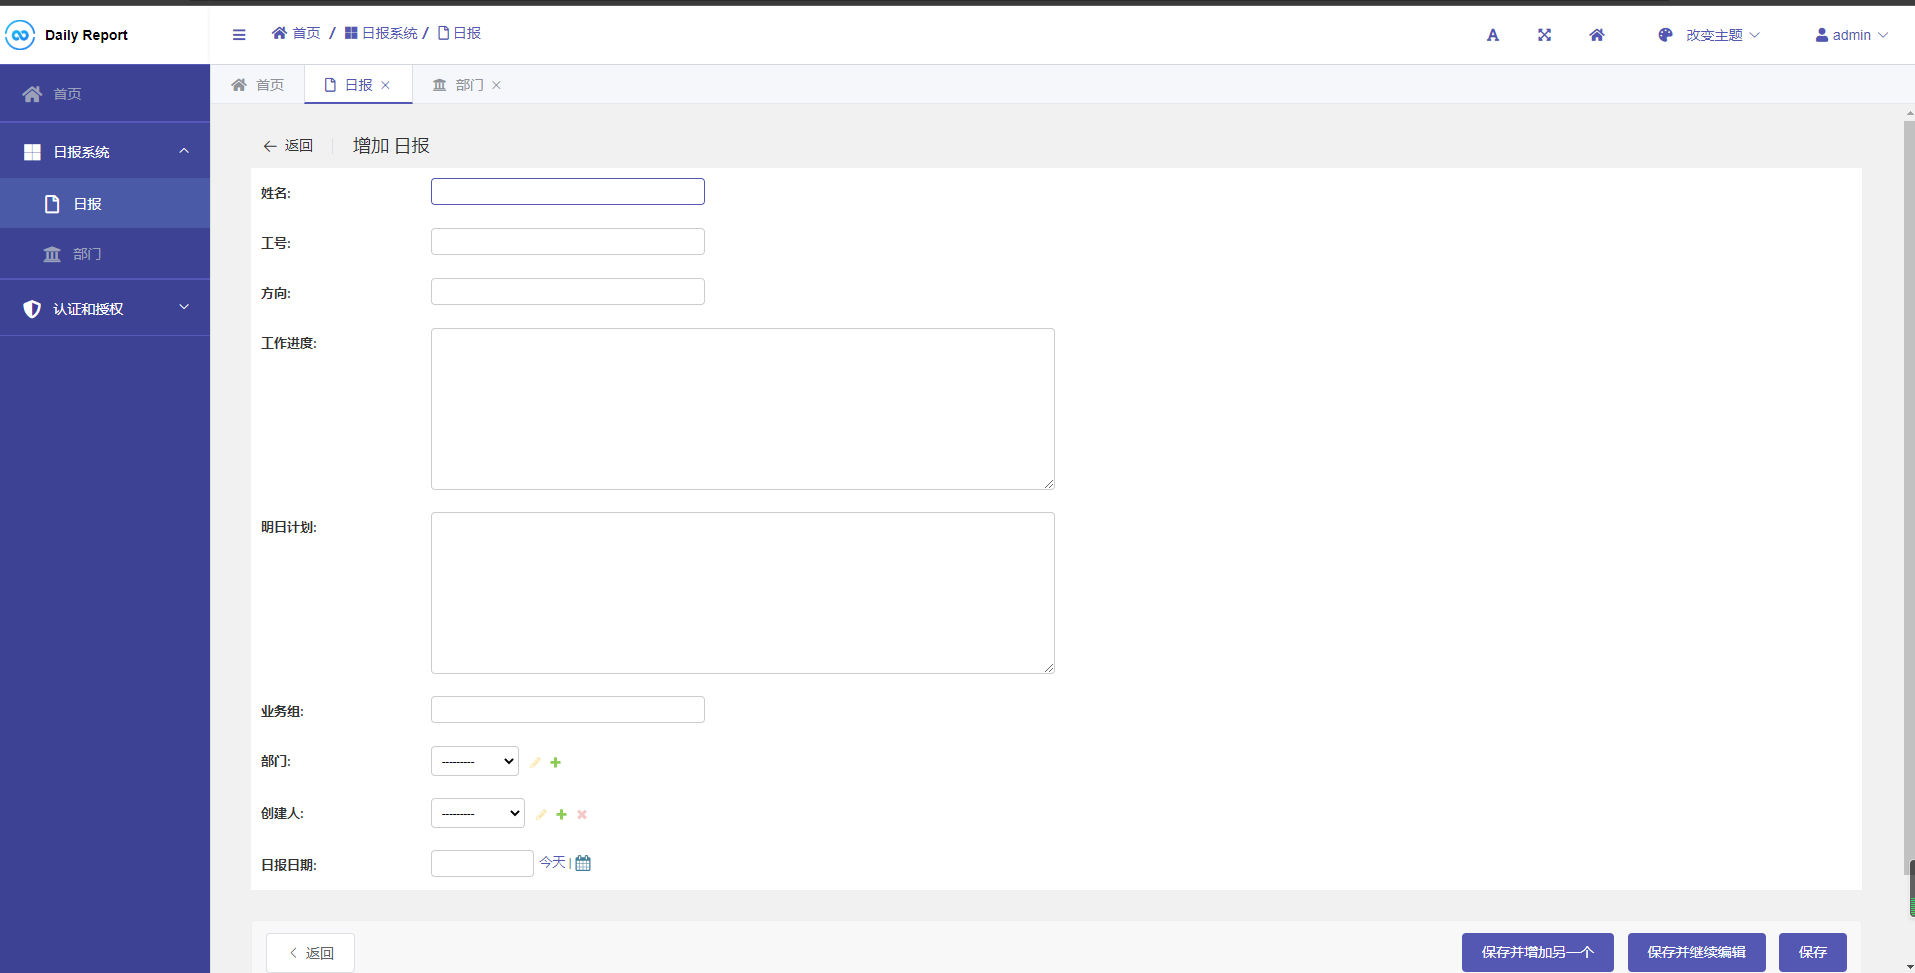 Daily Report
首页 / 日报系统 / 日报
改变主题
admin
首页
日报系统
日报
部门
认证和授权
首页
日报
部门
返回
增加 日报
姓名:
工号:
方向:
工作进度:
明日计划:
业务组:
部门:
---------
创建人:
---------
日报日期:
今天 |
返回
保存并增加另一个
保存并继续编辑
保存